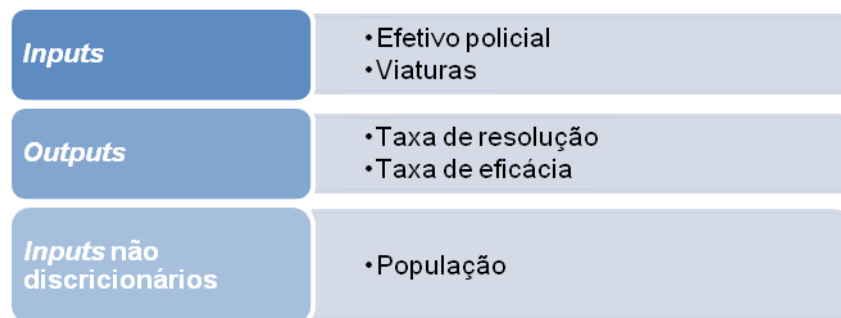 Inputs
•Efetivo policial
•Viaturas
Outputs
•Taxa de resolução
•Taxa de eficácia
Inputs não
discricionários
•População